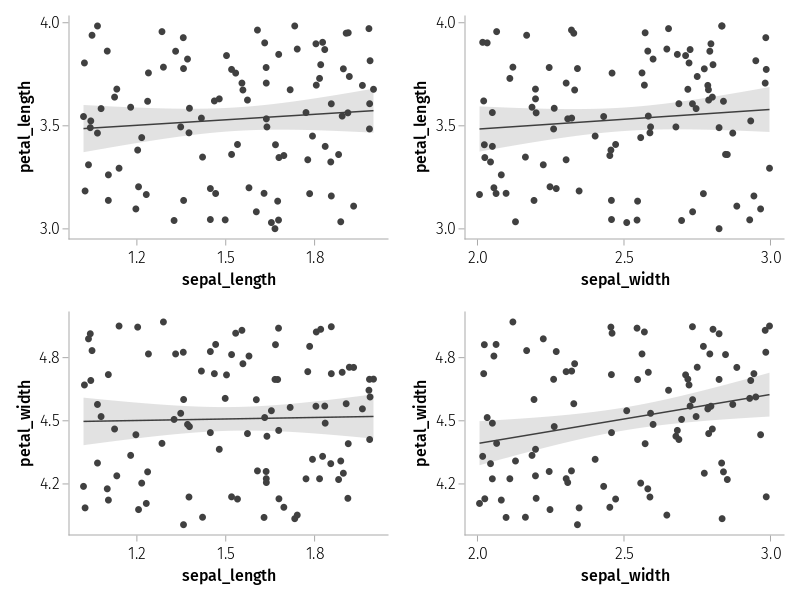 4.0
3.5
3.0
petal_length
1.2 1.5 1.8
sepal_length
4.0
3.5
3.0
petal_length
2.0 2.5 3.0
sepal_width
4.8
4.5
4.2
petal_width
1.2 1.5 1.8
sepal_length
4.8
4.5
4.2
petal_width
2.0 2.5 3.0
sepal_width